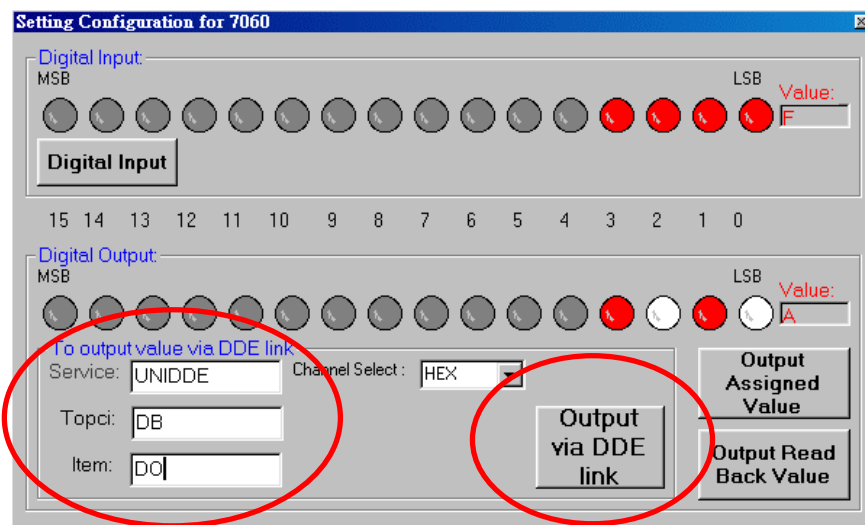 Setting Configuration for 7060
Digital Input:
MSB
LSB
Value:
F
Digital Input
15 14 13 12 11 10 9 8 7 6 5 4 3 2 1 0
Digital Output:
MSB
LSB
Value:
A
To output value via DDE link
Service: UNIDDE
Channel Select : HEX
Topci: DB
Item: DO
Output
via DDE
link
Output
Assigned
Value
Output Read
Back Value